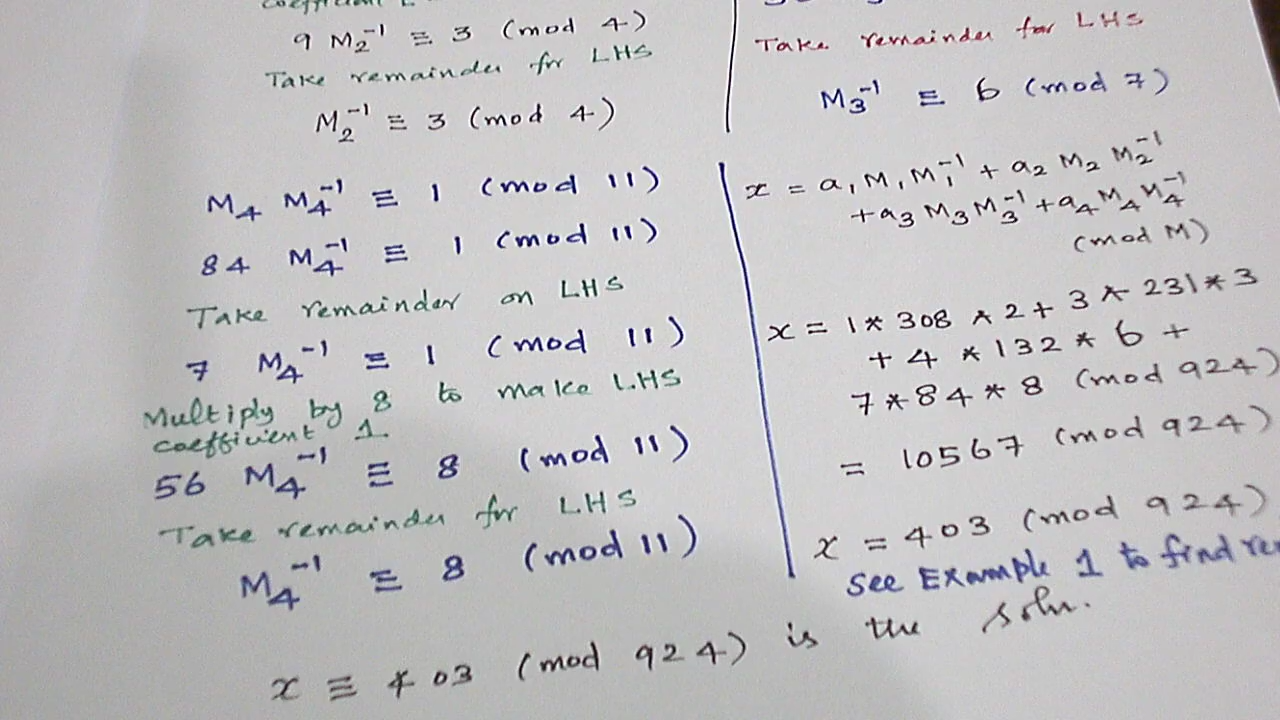 9 M₂⁻¹ ≡ 3 (mod 4)
Take remainder for LHS
M₂⁻¹ ≡ 3 (mod 4)
M₄ M₄⁻¹ ≡ 1 (mod 11)
84 M₄⁻¹ ≡ 1 (mod 11)
Take remainder on LHS
7 M₄⁻¹ ≡ 1 (mod 11)
Multiply by 8 to make LHS
coefficient 1
56 M₄⁻¹ ≡ 8 (mod 11)
Take remainder for LHS
M₄⁻¹ ≡ 8 (mod 11)
Take remainder for LHS
M₃⁻¹ ≡ 6 (mod 7)
x = a₁ M₁ M₁⁻¹ + a₂ M₂ M₂⁻¹
+ a₃ M₃ M₃⁻¹ + a₄ M₄ M₄⁻¹
(mod M)
x = 1 * 308 * 2 + 3 * 231 * 3
+ 4 * 132 * 6 +
7 * 84 * 8 (mod 924)
= 10567 (mod 924)
x = 403 (mod 924)
See Example 1 to find
x ≡ 403 (mod 924) is the soln.